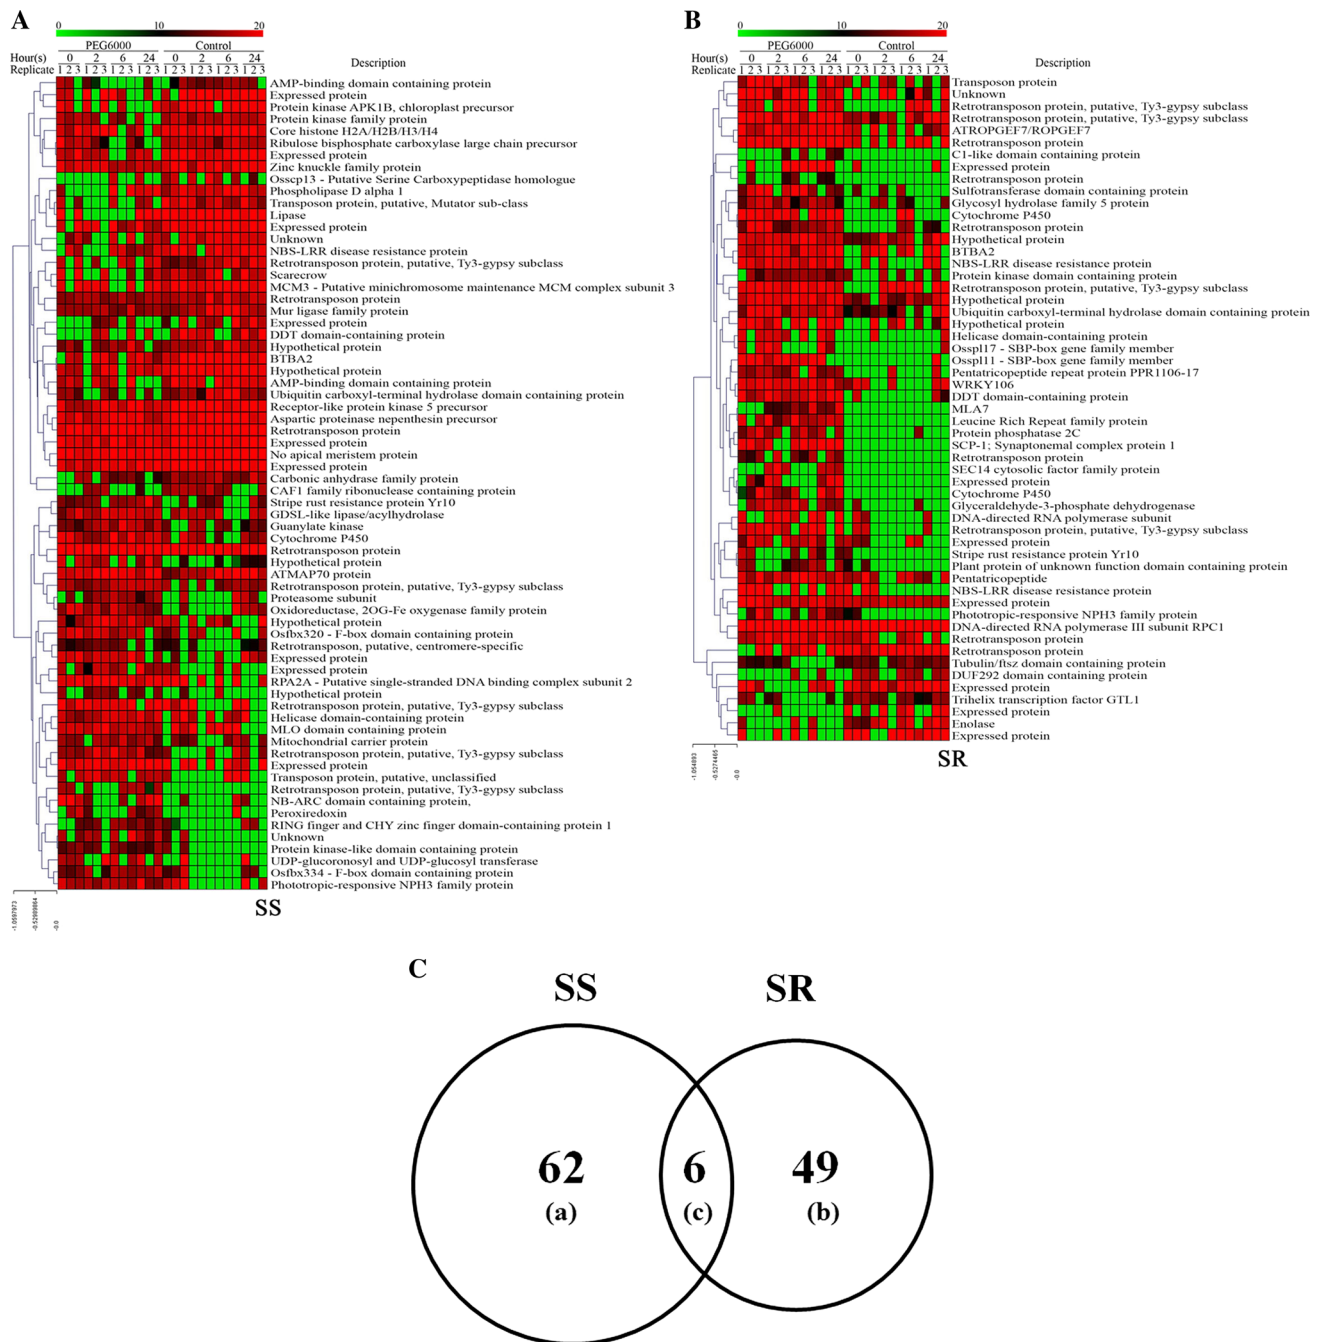 A
0 10 20
PEG6000 Control
Hour(s) 0 2 6 24 0 2 6 24
Replicate 1 2 3 1 2 3 1 2 3 1 2 3 1 2 3 1 2 3 1 2 3 1 2 3
Description
AMP-binding domain containing protein
Expressed protein
Protein kinase APK1B, chloroplast precursor
Protein kinase family protein
Core histone H2A/H2B/H3/H4
Ribulose bisphosphate carboxylase large chain precursor
Expressed protein
Zinc knuckle family protein
Osscp13 - Putative Serine Carboxypeptidase homologue
Phospholipase D alpha 1
Transposon protein, putative, Mutator sub-class
Lipase
Expressed protein
Unknown
NBS-LRR disease resistance protein
Retrotransposon protein, putative, Ty3-gypsy subclass
Scarecrow
MCM3 - Putative minichromosome maintenance MCM complex subunit 3
Retrotransposon protein
Mur ligase family protein
Expressed protein
DDT domain-containing protein
Hypothetical protein
BTBA2
Hypothetical protein
AMP-binding domain containing protein
Ubiquitin carboxyl-terminal hydrolase domain containing protein
Receptor-like protein kinase 5 precursor
Aspartic proteinase nepenthesin precursor
Retrotransposon protein
Expressed protein
No apical meristem protein
Expressed protein
Carbonic anhydrase family protein
CAF1 family ribonuclease containing protein
Stripe rust resistance protein Yr10
GDSL-like lipase/acylhydrolase
Guanylate kinase
Cytochrome P450
Retrotransposon protein
Hypothetical protein
ATMAP70 protein
Retrotransposon protein, putative, Ty3-gypsy subclass
Proteasome subunit
Oxidoreductase, 2OG-Fe oxygenase family protein
Hypothetical protein
Osfbx320 - F-box domain containing protein
Retrotransposon, putative, centromere-specific
Expressed protein
Expressed protein
RPA2A - Putative single-stranded DNA binding complex subunit 2
Hypothetical protein
Retrotransposon protein, putative, Ty3-gypsy subclass
Helicase domain-containing protein
MLO domain containing protein
Mitochondrial carrier protein
Retrotransposon protein, putative, Ty3-gypsy subclass
Expressed protein
Transposon protein, putative, unclassified
Retrotransposon protein, putative, Ty3-gypsy subclass
NB-ARC domain containing protein,
Peroxiredoxin
RING finger and CHY zinc finger domain-containing protein 1
Unknown
Protein kinase-like domain containing protein
UDP-glucoronosyl and UDP-glucosyl transferase
Osfbx334 - F-box domain containing protein
Phototropic-responsive NPH3 family protein
-0.0
SS
B
0 10 20
PEG6000 Control
Hour(s) 0 2 6 24 0 2 6 24
Replicate 1 2 3 1 2 3 1 2 3 1 2 3 1 2 3 1 2 3 1 2 3 1 2 3
Description
Transposon protein
Unknown
Retrotransposon protein, putative, Ty3-gypsy subclass
Retrotransposon protein, putative, Ty3-gypsy subclass
ATROPGEF7/ROPGEF7
Retrotransposon protein
C1-like domain containing protein
Expressed protein
Retrotransposon protein
Sulfotransferase domain containing protein
Glycosyl hydrolase family 5 protein
Cytochrome P450
Retrotransposon protein
Hypothetical protein
BTBA2
NBS-LRR disease resistance protein
Protein kinase domain containing protein
Retrotransposon protein, putative, Ty3-gypsy subclass
Hypothetical protein
Ubiquitin carboxyl-terminal hydrolase domain containing protein
Hypothetical protein
Helicase domain-containing protein
Osspl17 - SBP-box gene family member
Osspl11 - SBP-box gene family member
Pentatricopeptide repeat protein PPR1106-17
WRKY106
DDT domain-containing protein
MLA7
Leucine Rich Repeat family protein
Protein phosphatase 2C
SCP-1; Synaptonemal complex protein 1
Retrotransposon protein
SEC14 cytosolic factor family protein
Expressed protein
Cytochrome P450
Glyceraldehyde-3-phosphate dehydrogenase
DNA-directed RNA polymerase subunit
Retrotransposon protein, putative, Ty3-gypsy subclass
Expressed protein
Stripe rust resistance protein Yr10
Plant protein of unknown function domain containing protein
Pentatricopeptide
NBS-LRR disease resistance protein
Expressed protein
Phototropic-responsive NPH3 family protein
DNA-directed RNA polymerase III subunit RPC1
Retrotransposon protein
Retrotransposon protein
Tubulin/ftsz domain containing protein
DUF292 domain containing protein
Expressed protein
Trihelix transcription factor GTL1
Expressed protein
Enolase
Expressed protein
-0.0
SR
C
SS SR
62 6 49
(a) (c) (b)